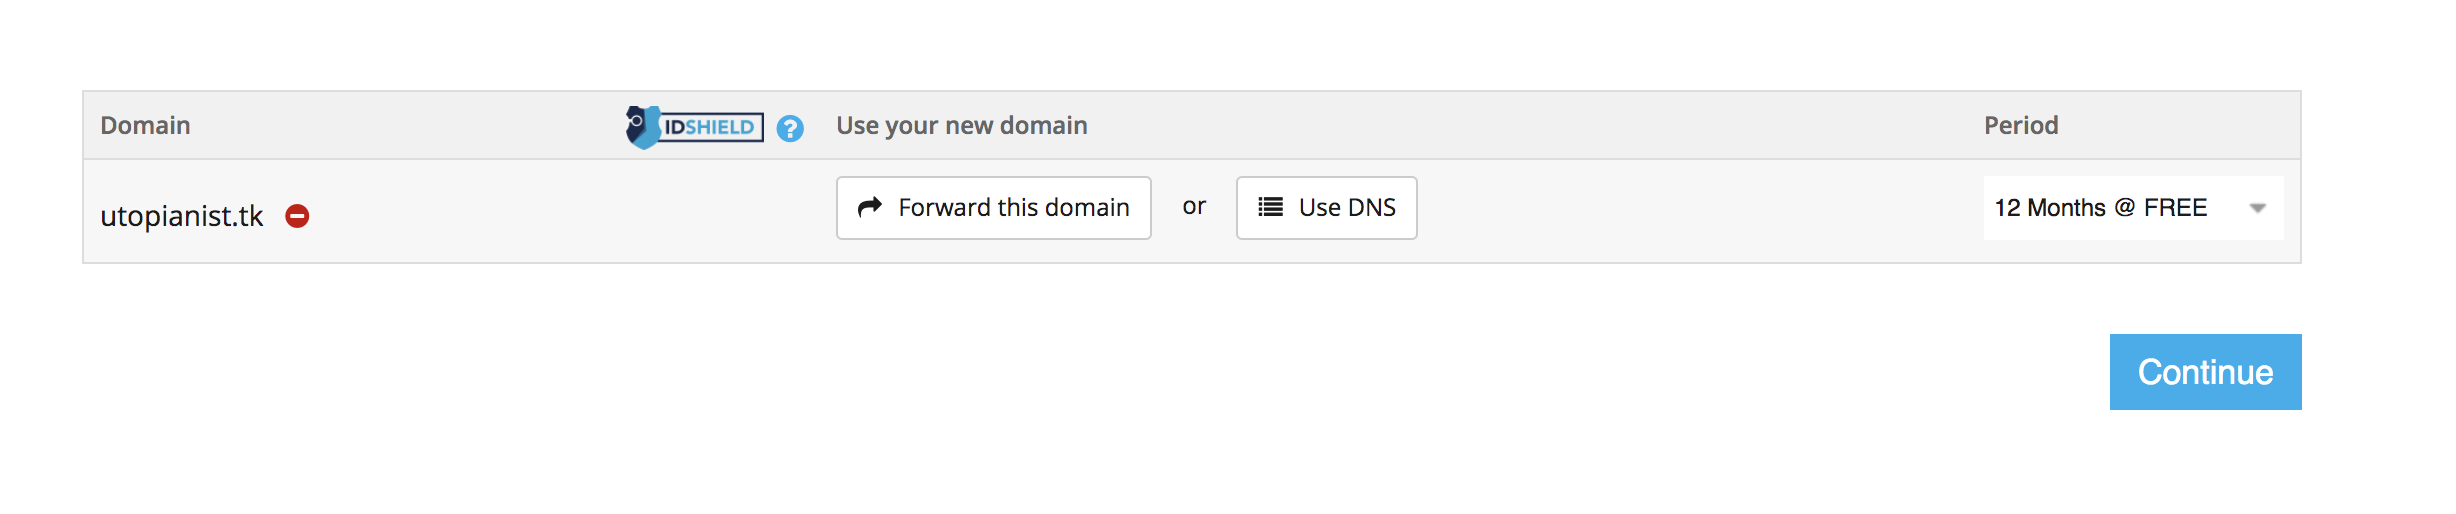 Domain IDSHIELD ? Use your new domain Period
utopianist.tk Forward this domain or Use DNS 12 Months @ FREE
Continue